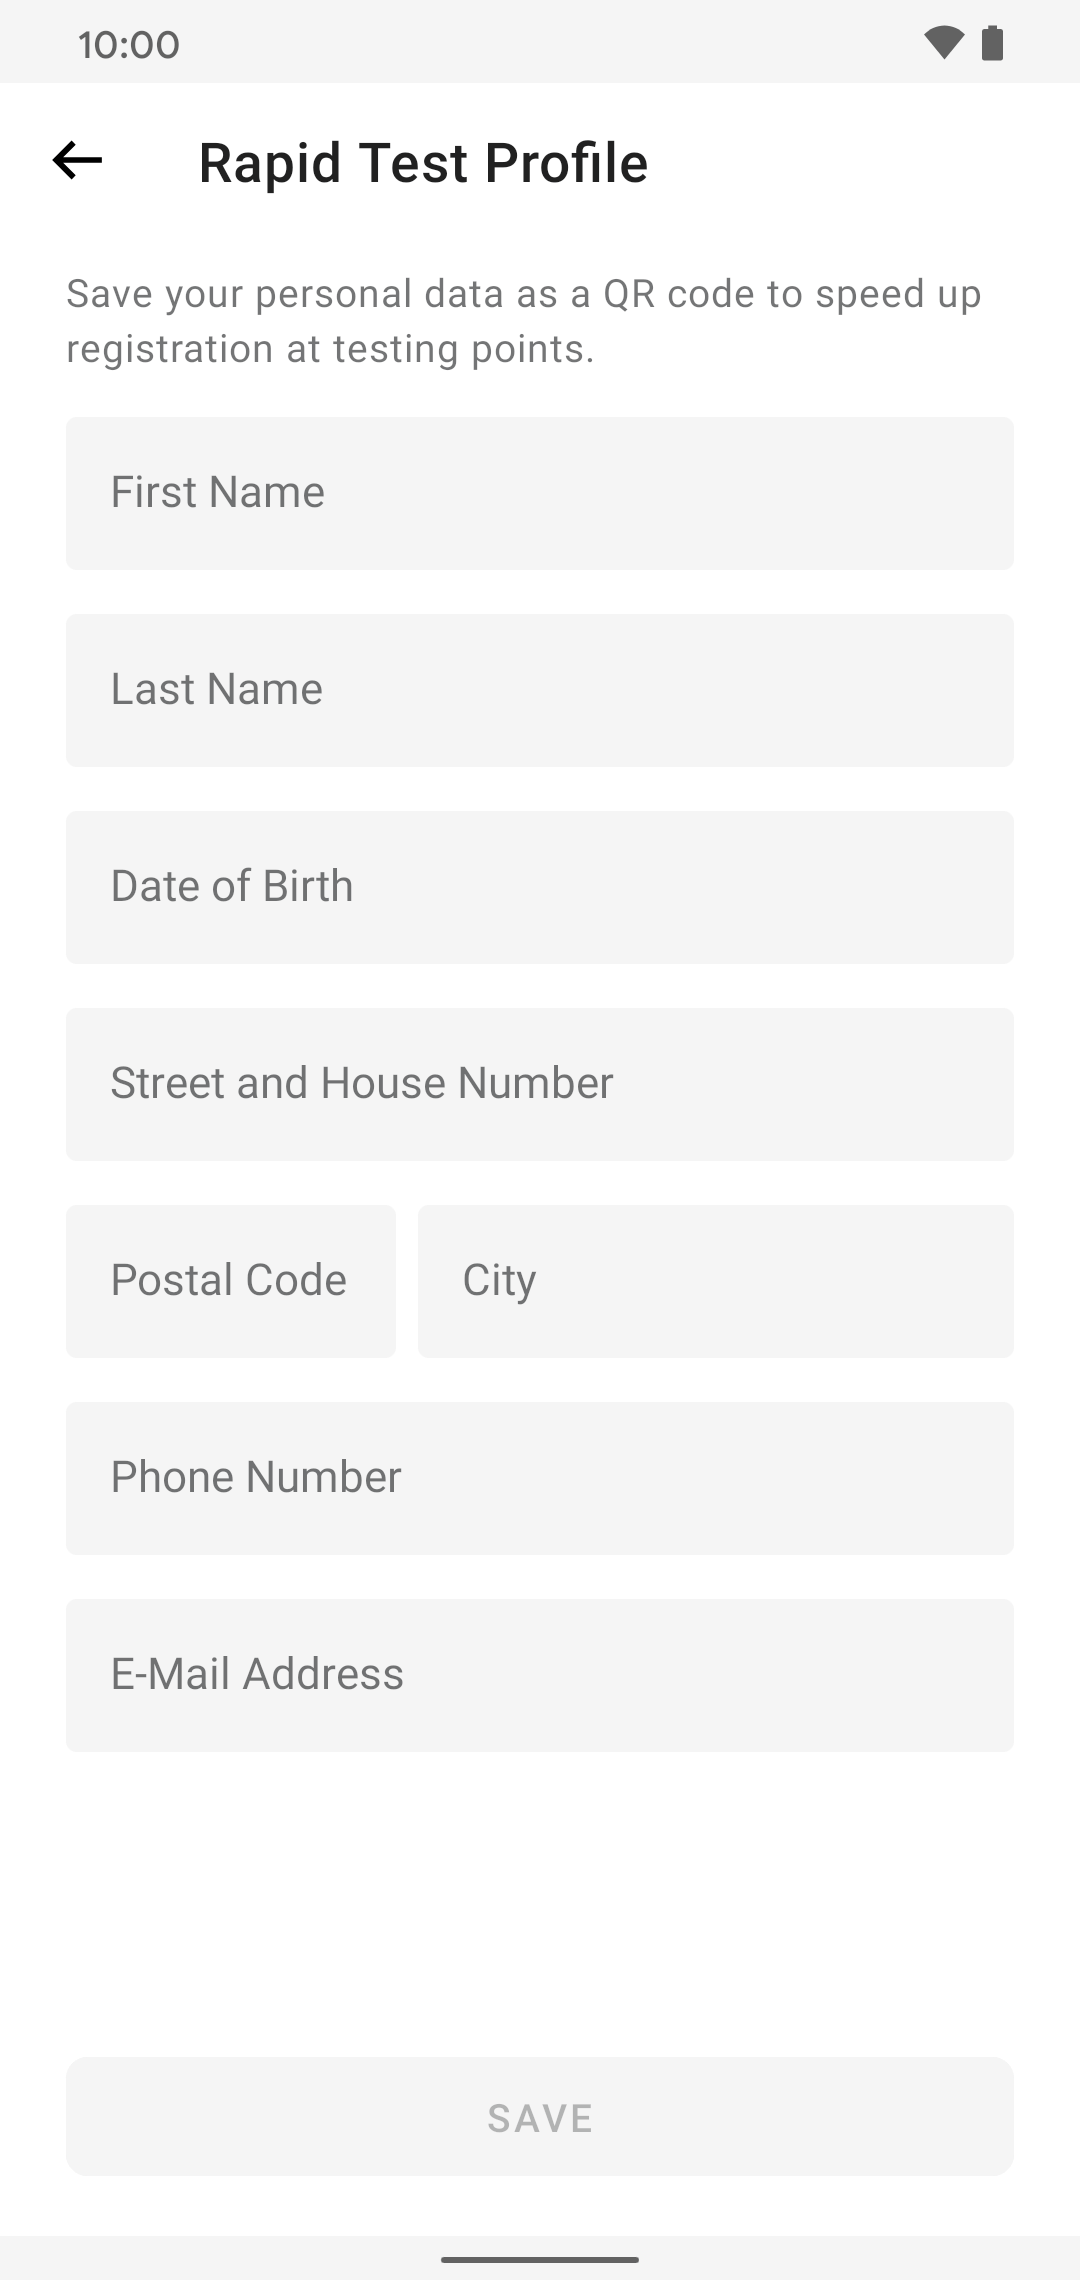 10:00
Rapid Test Profile
Save your personal data as a QR code to speed up
registration at testing points.
First Name
Last Name
Date of Birth
Street and House Number
Postal Code
City
Phone Number
E-Mail Address
SAVE